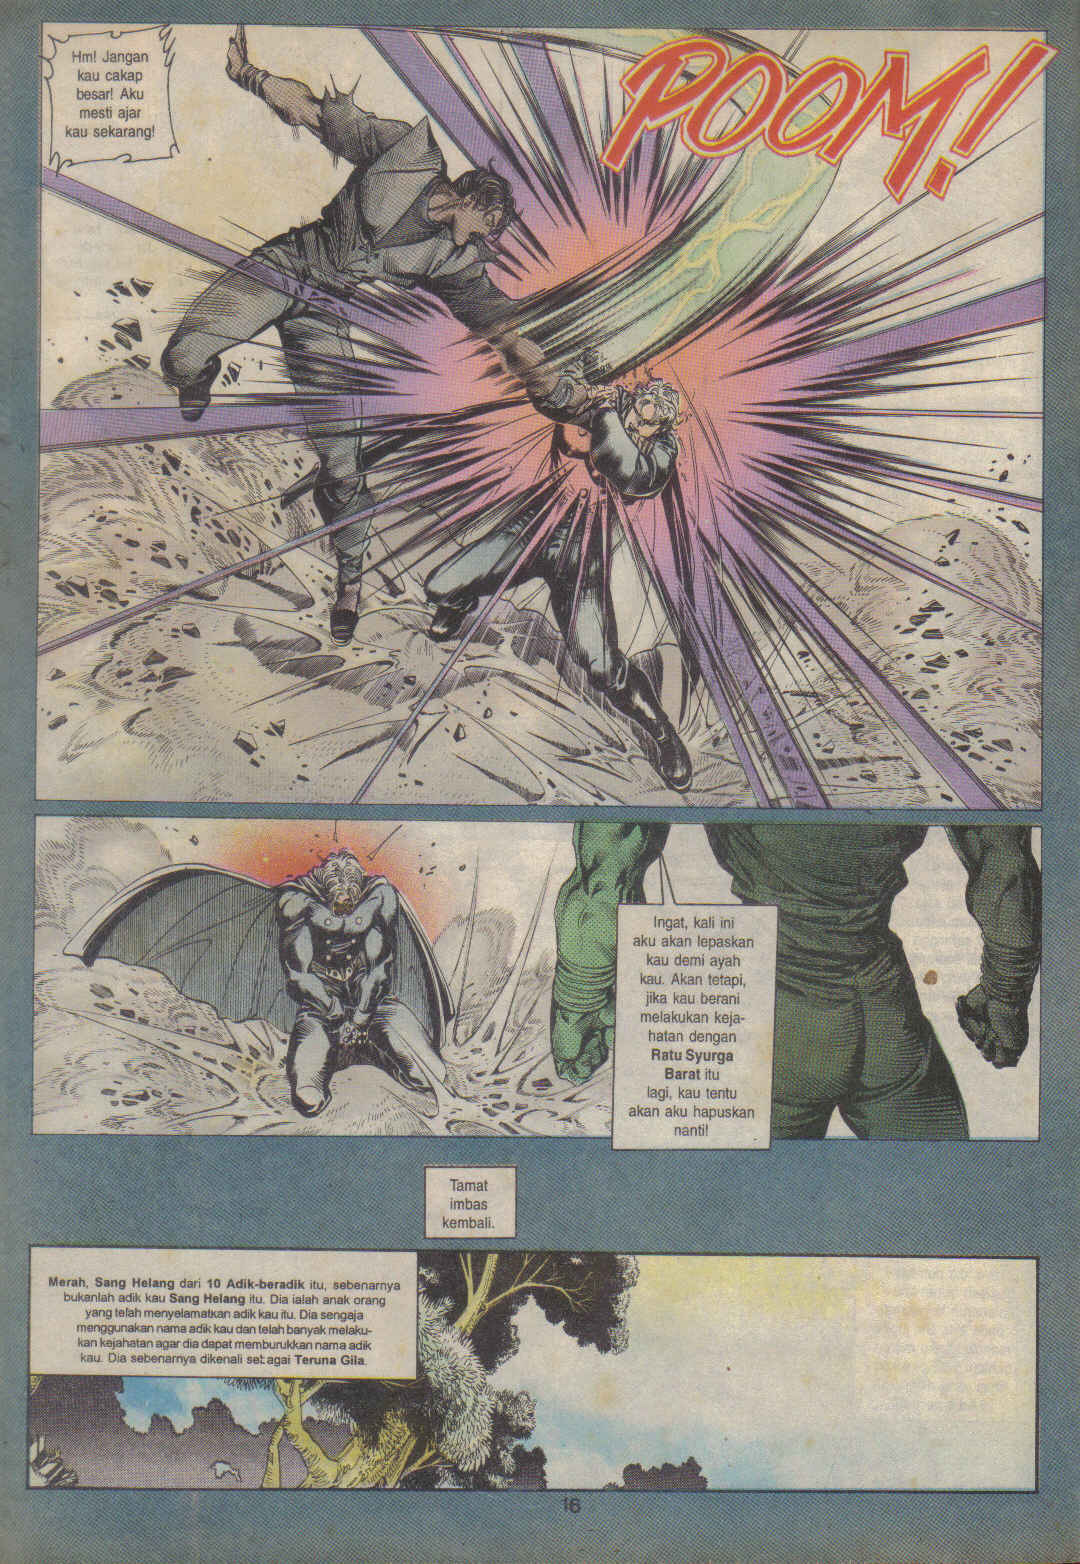 Hm! Jangan
kau cakap
besar! Aku
mesti ajar
kau sekarang!
POOM!
Ingat, kali ini
aku akan lepaskan
kau demi ayah
kau. Akan tetapi,
jika kau berani
melakukan keja-
hatan dengan
Ratu Syurga
Barat itu
lagi, kau tentu
akan aku hapuskan
nanti!
Tamat
imbas
kembali.
Merah, Sang Helang dari 10 Adik-beradik itu, sebenarnya
bukanlah adik kau Sang Helang itu. Dia ialah anak orang
yang telah menyelamatkan adik kau itu. Dia sengaja
menggunakan nama adik kau dan telah banyak melaku-
kan kejahatan agar dia dapat memburukkan nama adik
kau. Dia sebenarnya dikenali sebagai Teruna Gila.
16